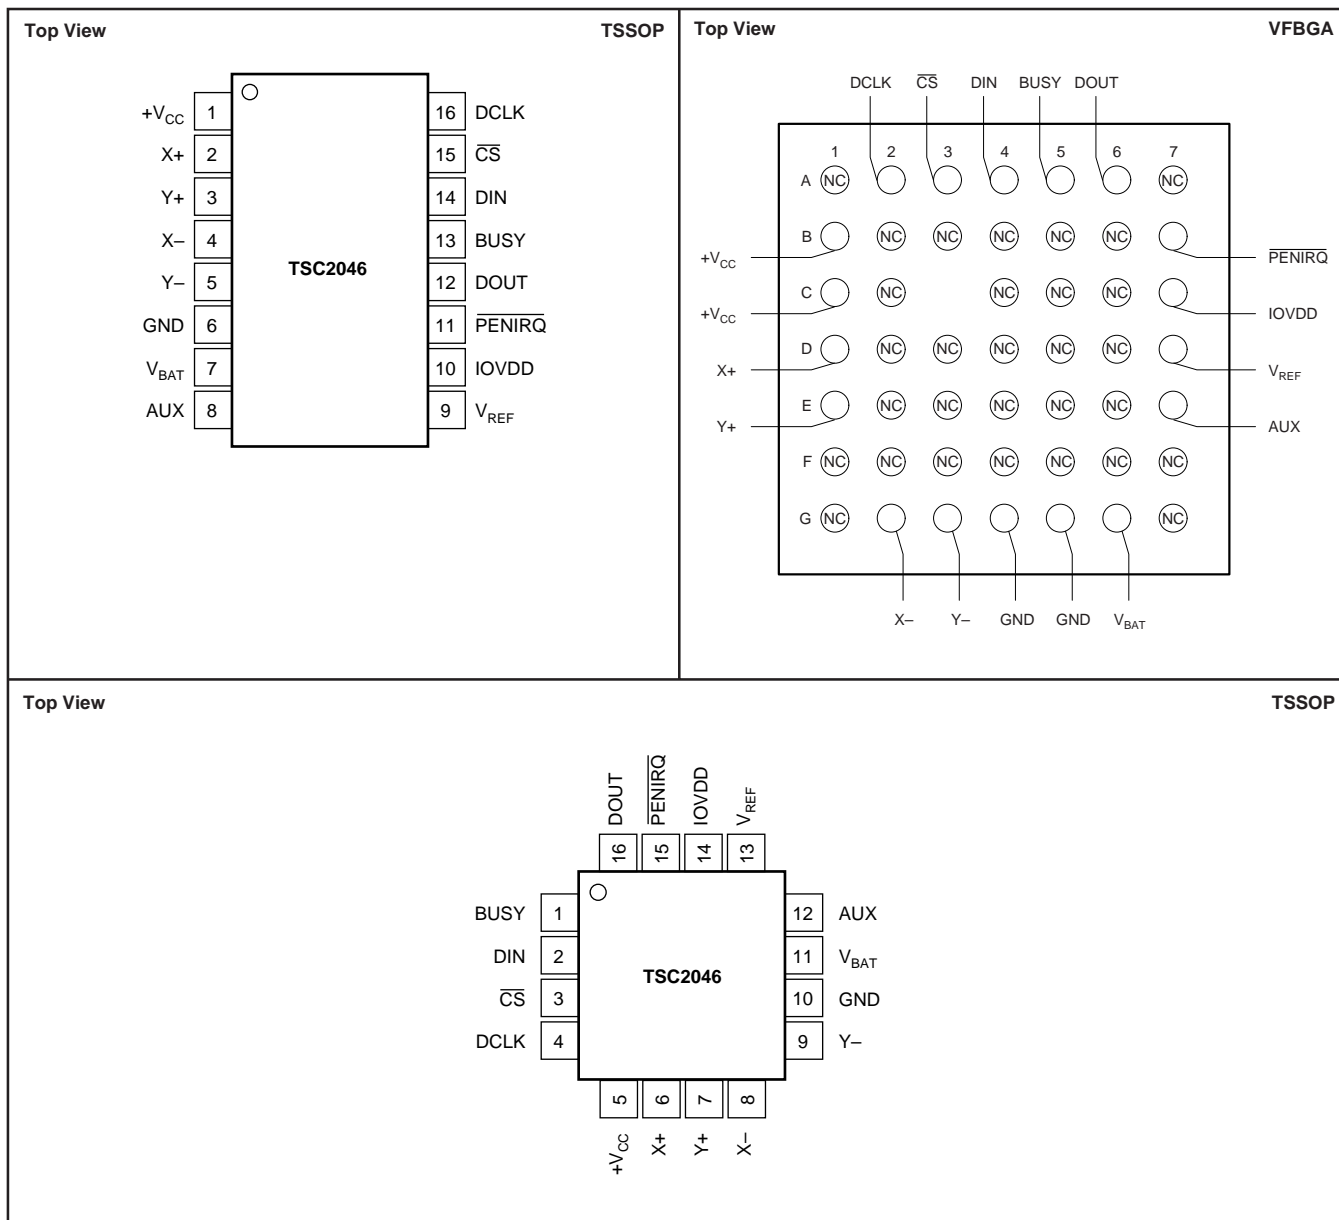 Top View TSSOP
+VCC 1 16 DCLK
X+ 2 15 CS
Y+ 3 14 DIN
X– 4 13 BUSY
Y– 5 TSC2046 12 DOUT
GND 6 11 PENIRQ
VBAT 7 10 IOVDD
AUX 8 9 VREF
Top View VFBGA
DCLK CS DIN BUSY DOUT
1 2 3 4 5 6 7
A NC NC
B NC NC NC NC NC
+VCC PENIRQ
C NC NC NC NC
+VCC IOVDD
D NC NC NC NC NC
X+ VREF
E NC NC NC NC NC
Y+ AUX
F NC NC NC NC NC NC NC
G NC NC
X– Y– GND GND VBAT
Top View TSSOP
DOUT PENIRQ IOVDD VREF
16 15 14 13
BUSY 1 12 AUX
DIN 2 11 VBAT
TSC2046
CS 3 10 GND
DCLK 4 9 Y–
5 6 7 8
+VCC X+ Y+ X–